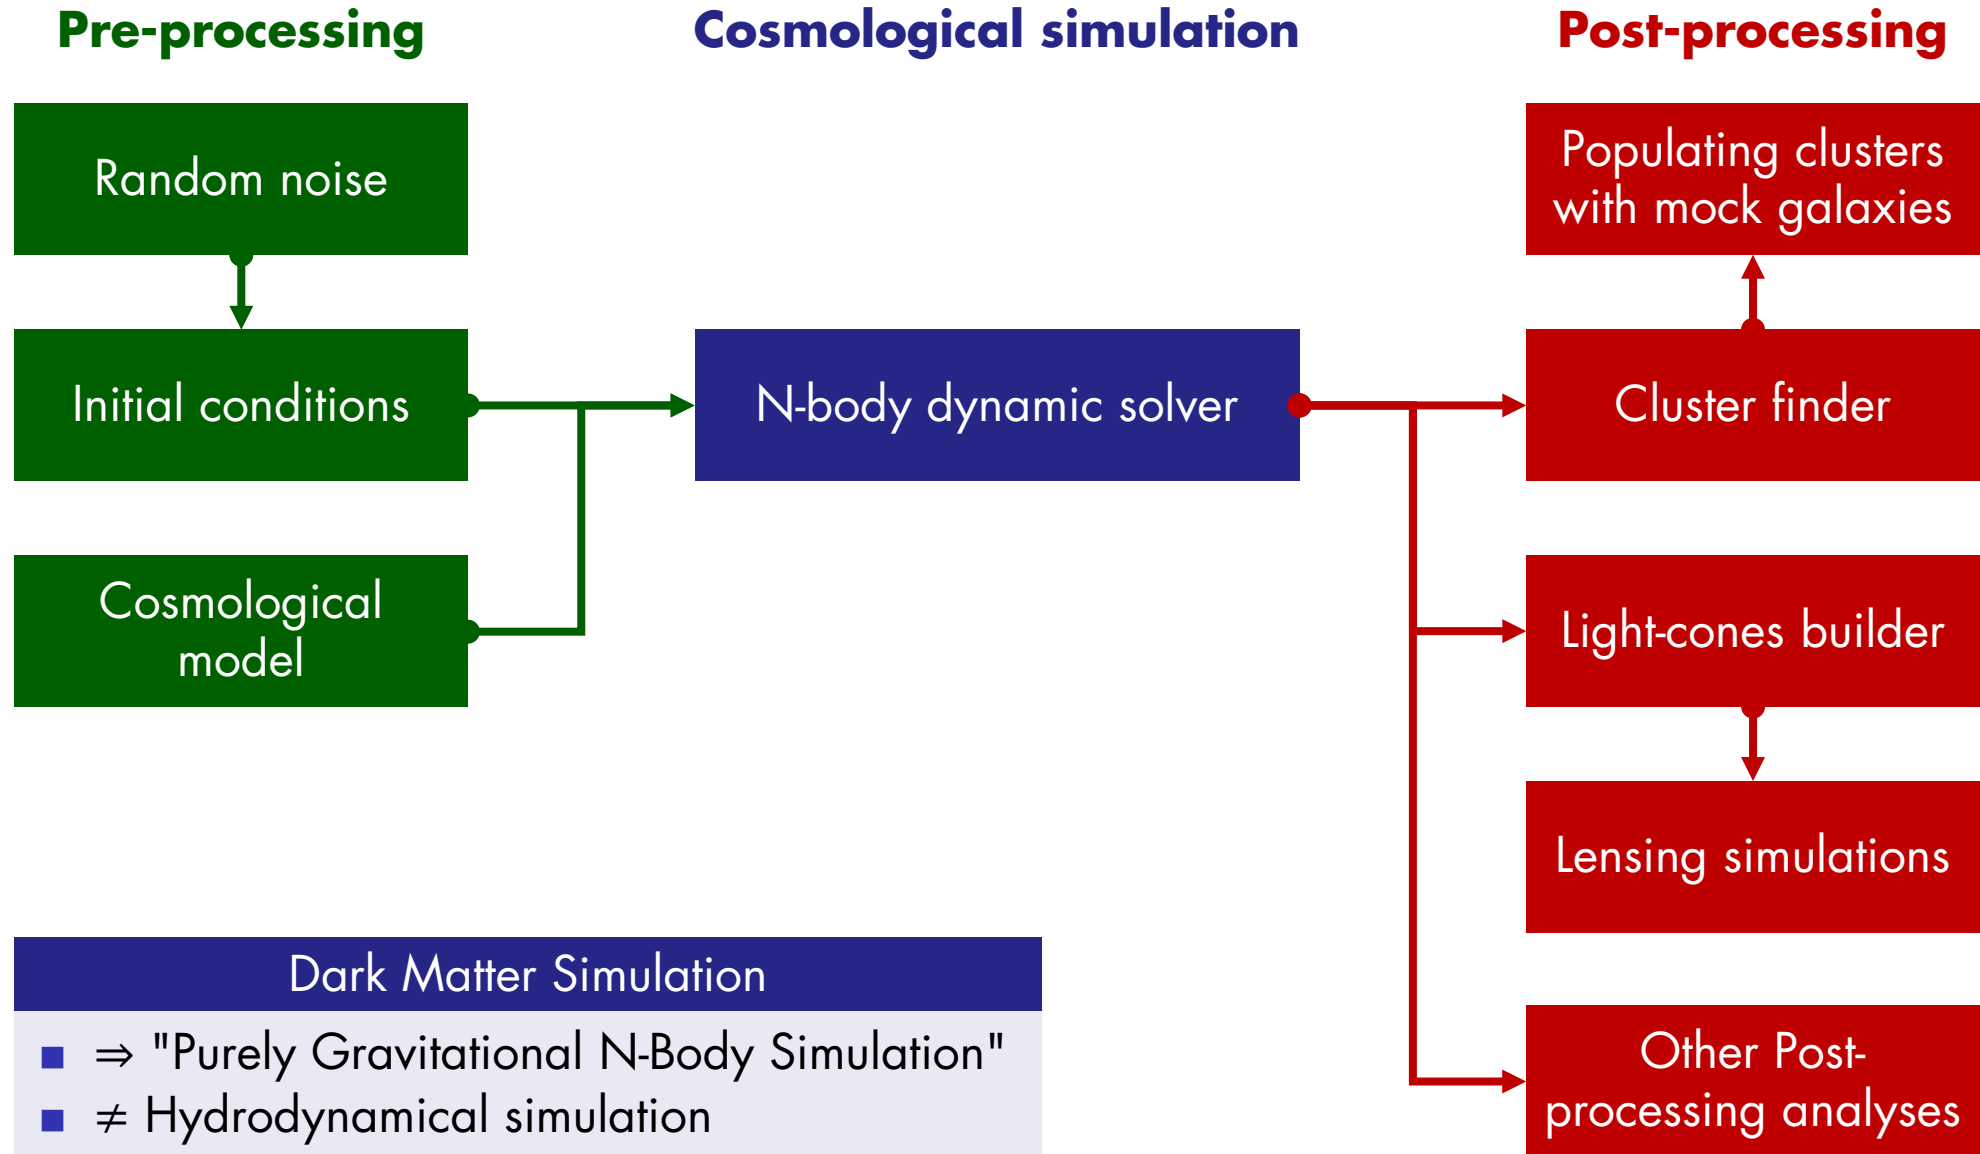 Pre-processing
Cosmological simulation
Post-processing
Random noise
Initial conditions
Cosmological
model
N-body dynamic solver
Populating clusters
with mock galaxies
Cluster finder
Light-cones builder
Lensing simulations
Other Post-
processing analyses
Dark Matter Simulation
⇒ "Purely Gravitational N-Body Simulation"
≠ Hydrodynamical simulation